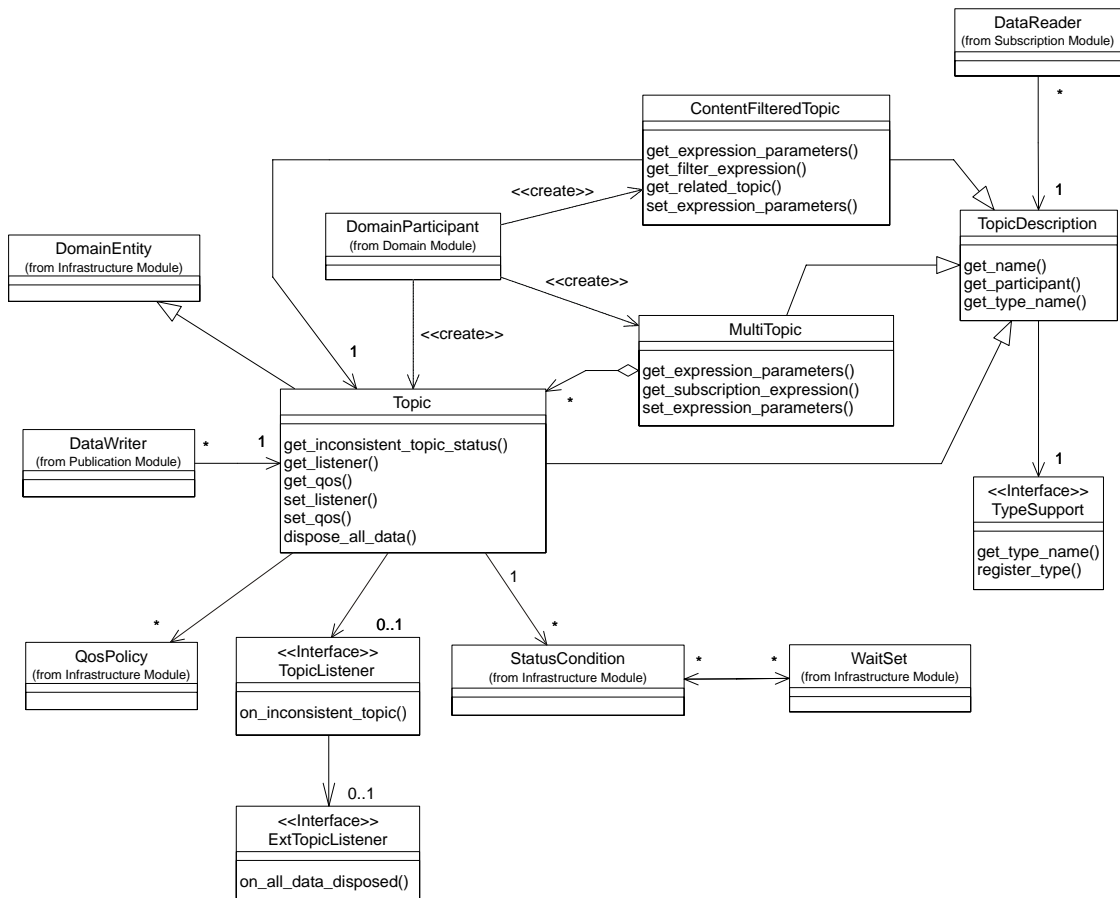 DataReader
(from Subscription Module)
*
1
ContentFilteredTopic
get_expression_parameters()
get_filter_expression()
get_related_topic()
set_expression_parameters()
<<create>>
DomainParticipant
(from Domain Module)
<<create>>
<<create>>
DomainEntity
(from Infrastructure Module)
TopicDescription
get_name()
get_participant()
get_type_name()
MultiTopic
get_expression_parameters()
get_subscription_expression()
set_expression_parameters()
1
*
Topic
get_inconsistent_topic_status()
get_listener()
get_qos()
set_listener()
set_qos()
dispose_all_data()
DataWriter
(from Publication Module)
*
1
1
<<Interface>>
TypeSupport
get_type_name()
register_type()
*
0..1
1
*
QosPolicy
(from Infrastructure Module)
<<Interface>>
TopicListener
on_inconsistent_topic()
StatusCondition
(from Infrastructure Module)
*
*
WaitSet
(from Infrastructure Module)
0..1
<<Interface>>
ExtTopicListener
on_all_data_disposed()